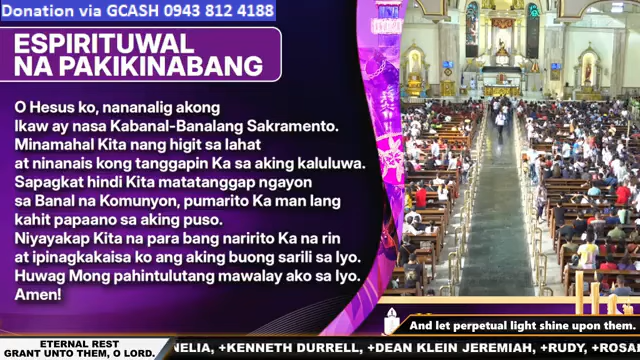 Donation via GCASH 0943 812 4188
ESPIRITUWAL
NA PAKIKINABANG
O Hesus ko, nananalig akong
Ikaw ay nasa Kabanal-Banalang Sakramento.
Minamahal Kita nang higit sa lahat
at ninanais kong tanggapin Ka sa aking kaluluwa.
Sapagkat hindi Kita matatanggap ngayon
sa Banal na Komunyon, pumarito Ka man lang
kahit papaano sa aking puso.
Niyayakap Kita na para bang naririto Ka na rin
at ipinagkakaisa ko ang aking buong sarili sa Iyo.
Huwag Mong pahintulutang mawalay ako sa Iyo.
Amen!
And let perpetual light shine upon them.
ETERNAL REST
GRANT UNTO THEM, O LORD.
NELIA, +KENNETH DURRELL, +DEAN KLEIN JEREMIAH, +RUDY, +ROSA